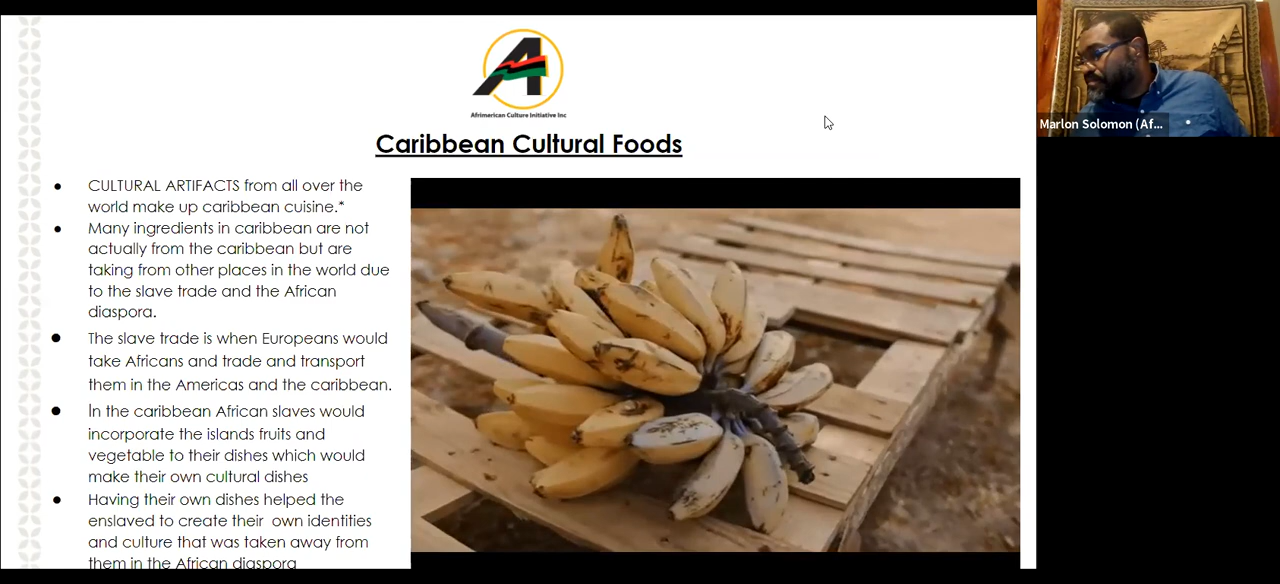 Afrimerican Culture Initiative Inc
Caribbean Cultural Foods
● CULTURAL ARTIFACTS from all over the
world make up caribbean cuisine.*
● Many ingredients in caribbean are not
actually from the caribbean but are
taking from other places in the world due
to the slave trade and the African
diaspora.
● The slave trade is when Europeans would
take Africans and trade and transport
them in the Americas and the caribbean.
● In the caribbean African slaves would
incorporate the islands fruits and
vegetable to their dishes which would
make their own cultural dishes
● Having their own dishes helped the
enslaved to create their own identities
and culture that was taken away from
them in the African diaspora
Marlon Solomon (Af...